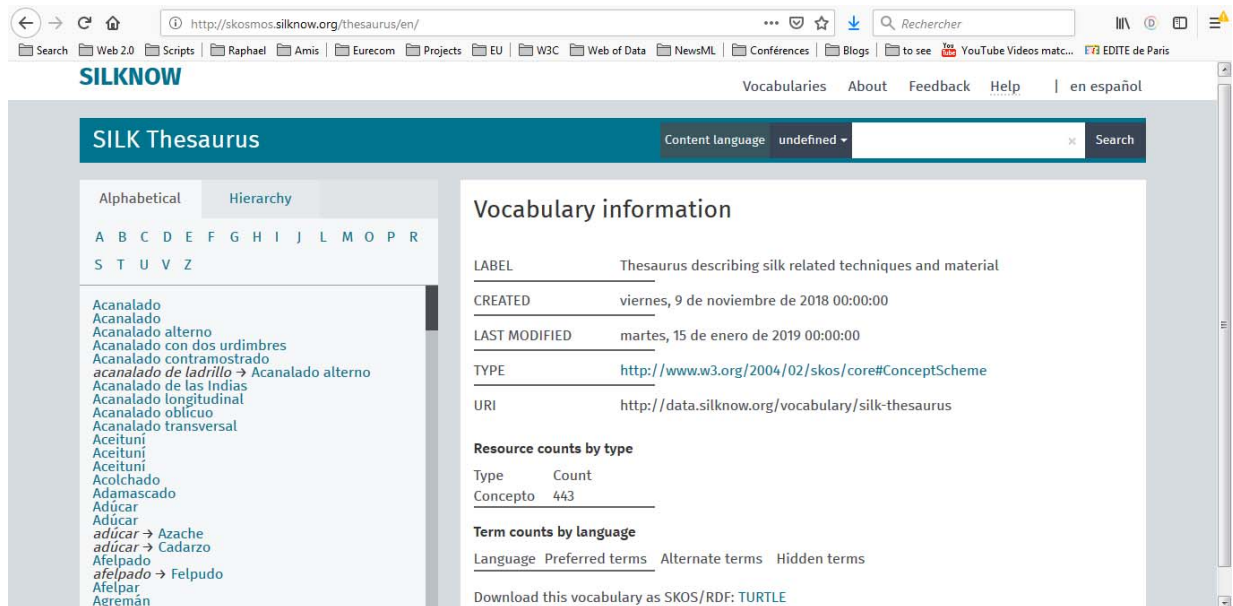 http://skosmos.silknow.org/thesaurus/en/
Rechercher
Search Web 2.0 Scripts Raphael Amis Eurecom Projects EU W3C Web of Data NewsML Conférences Blogs to see YouTube Videos matc... EDITE de Paris
SILKNOW
Vocabularies About Feedback Help | en español
SILK Thesaurus
Content language undefined Search
Alphabetical Hierarchy
A B C D E F G H I J L M O P R
S T U V Z
Acanalado
Acanalado
Acanalado alterno
Acanalado con dos urdimbres
Acanalado contramostrado
acanalado de ladrillo → Acanalado alterno
Acanalado de las Indias
Acanalado longitudinal
Acanalado oblicuo
Acanalado transversal
Aceituní
Aceituní
Aceituní
Acolchado
Adamascado
Adúcar
Adúcar
adúcar → Azache
adúcar → Cadarzo
Afelpado
afelpado → Felpudo
Afelpar
Agremán
Vocabulary information
LABEL Thesaurus describing silk related techniques and material
CREATED viernes, 9 de noviembre de 2018 00:00:00
LAST MODIFIED martes, 15 de enero de 2019 00:00:00
TYPE http://www.w3.org/2004/02/skos/core#ConceptScheme
URI http://data.silknow.org/vocabulary/silk-thesaurus
Resource counts by type
Type Count
Concepto 443
Term counts by language
Language Preferred terms Alternate terms Hidden terms
Download this vocabulary as SKOS/RDF: TURTLE